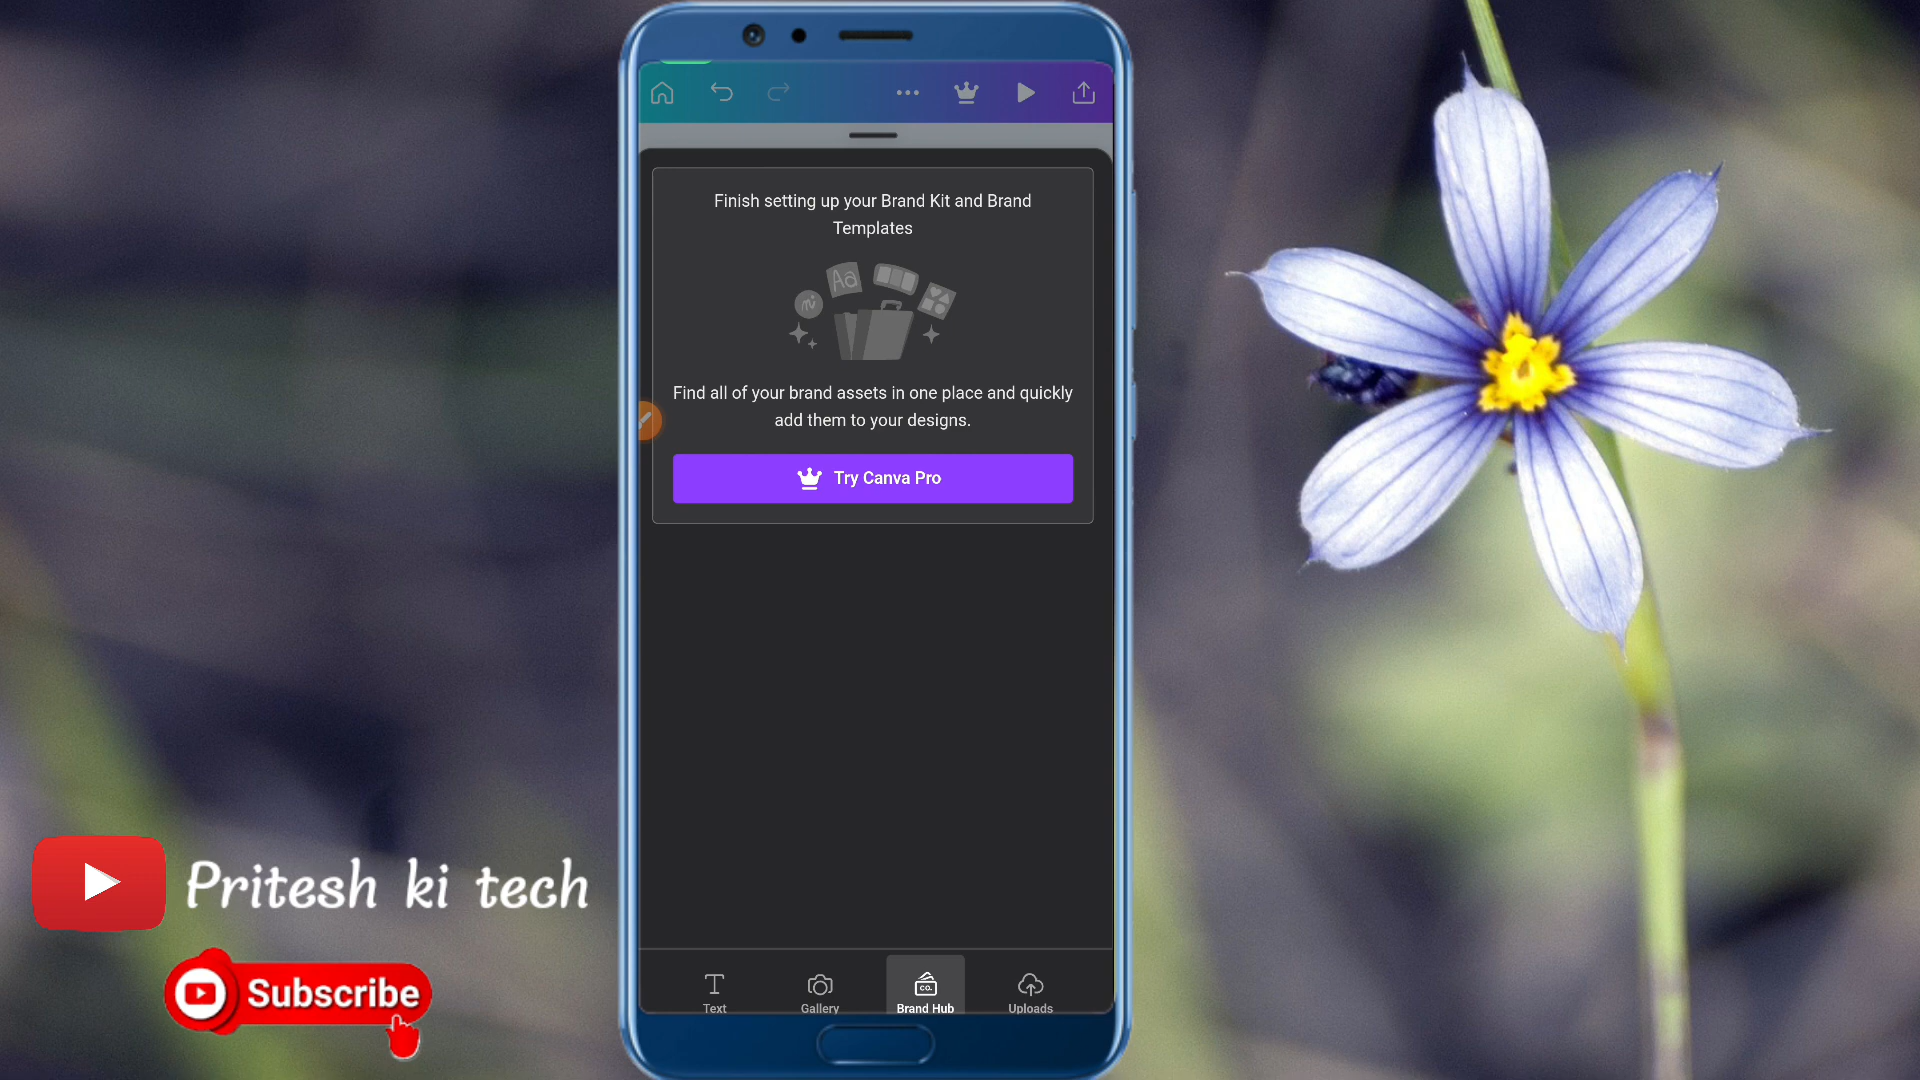 Finish setting up your Brand Kit and Brand
Templates
Aa
Find all of your brand assets in one place and quickly
add them to your designs.
Try Canva Pro
CO.
Text
Gallery
Brand Hub
Uploads
Pritesh ki tech
Subscribe